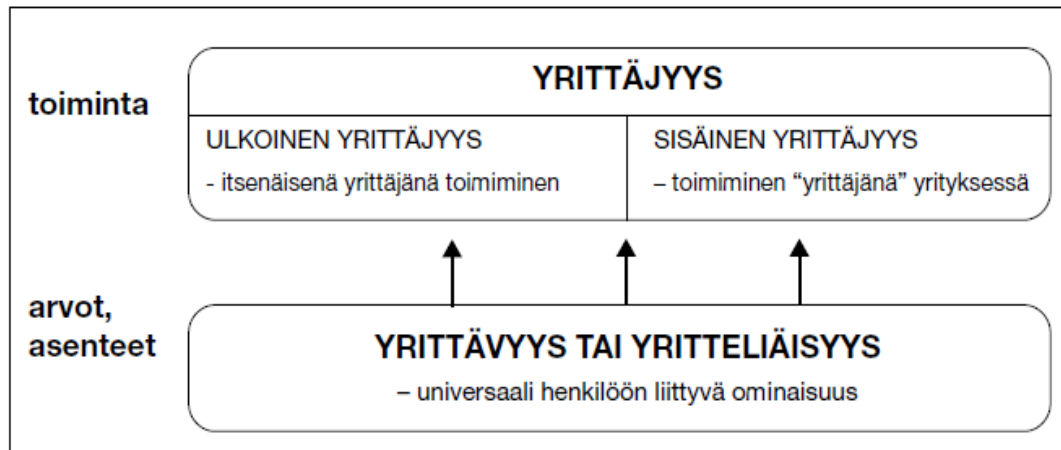 toiminta
YRITTÄJYYS
ULKOINEN YRITTÄJYYS
- itsenäisenä yrittäjänä toimiminen
SISÄINEN YRITTÄJYYS
– toimiminen “yrittäjänä” yrityksessä
arvot,
asenteet
YRITTÄVYYS TAI YRITTELIÄISYYS
– universaali henkilöön liittyvä ominaisuus